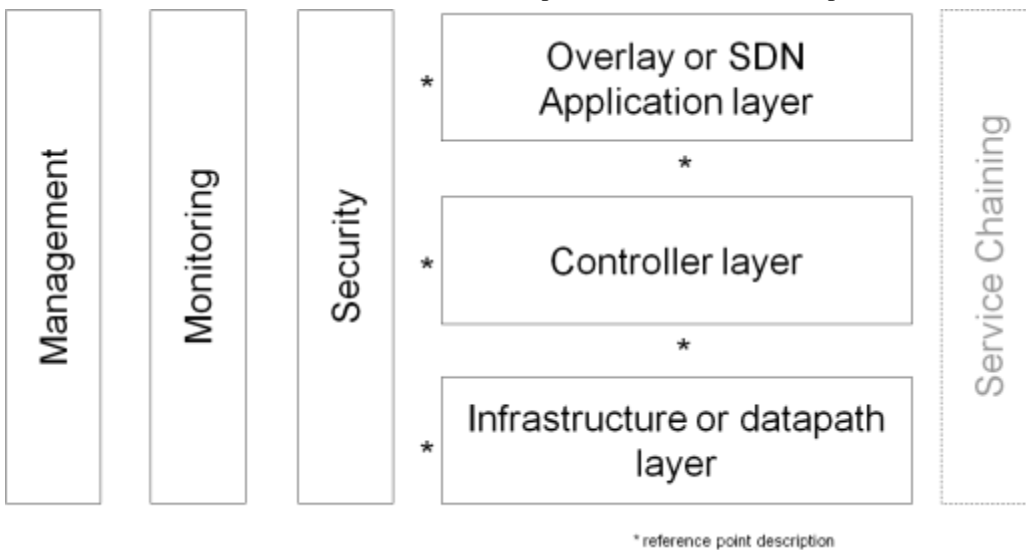 Management
Monitoring
Security
*
Overlay or SDN
Application layer
*
*
Controller layer
*
*
Infrastructure or datapath
layer
Service Chaining
* reference point description